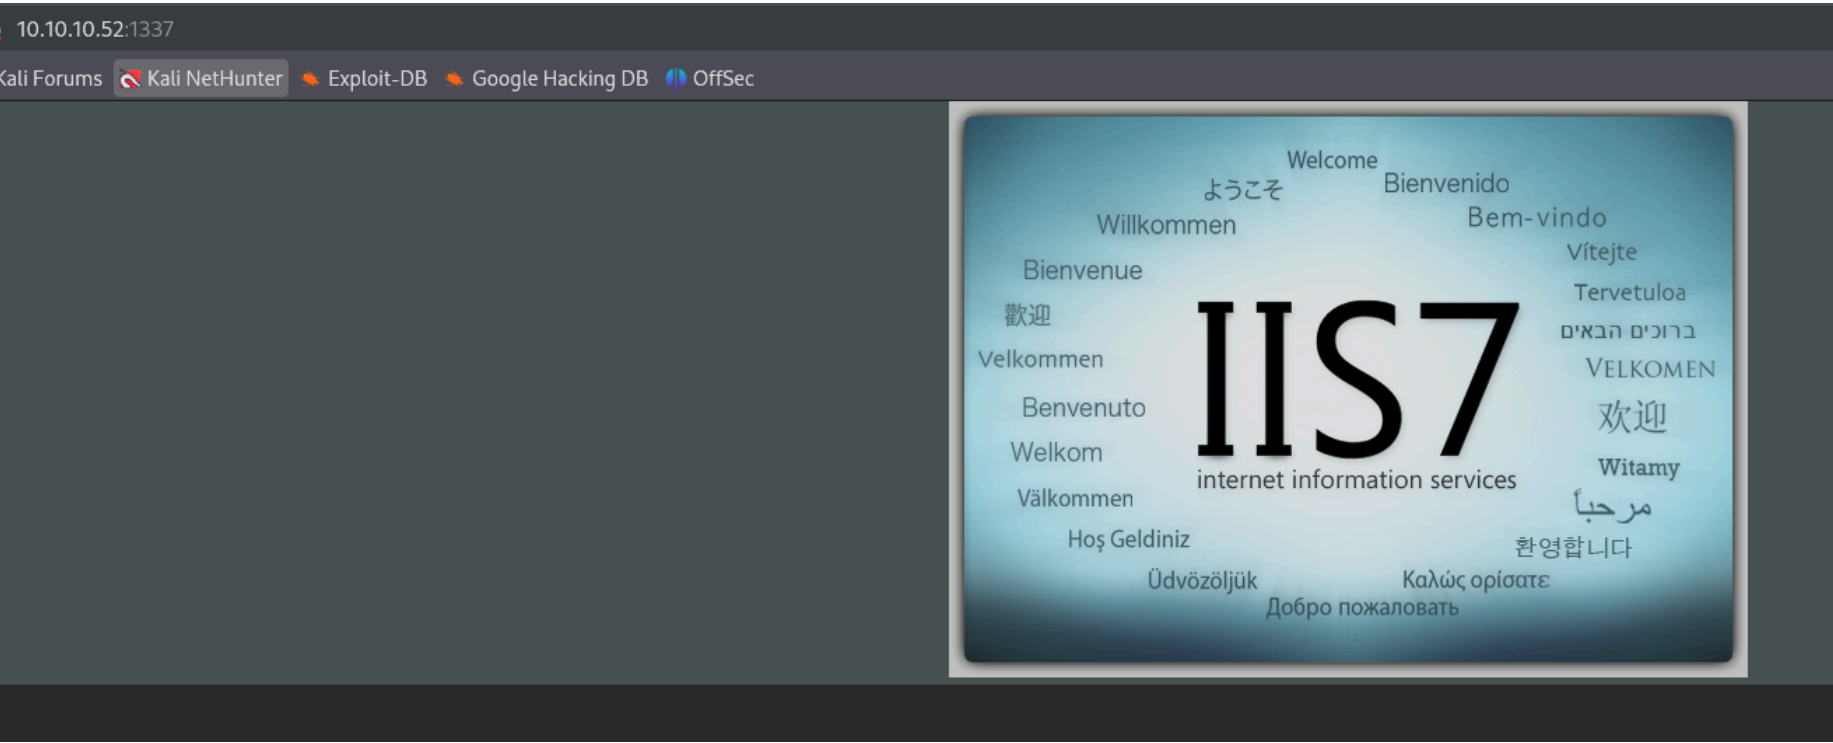 10.10.10.52:1337
Kali Forums Kali NetHunter Exploit-DB Google Hacking DB OffSec
Welcome
ようこそ
Bienvenido
Willkommen
Bem-vindo
Vítejte
Bienvenue
Tervetuloa
歡迎
ברוכים הבאים
Velkommen
VELKOMEN
Benvenuto
欢迎
Welkom
Witamy
IIS7
internet information services
Välkommen
مرحباً
Hoş Geldiniz
환영합니다
Üdvözöljük
Καλώς ορίσατε
Добро пожаловать